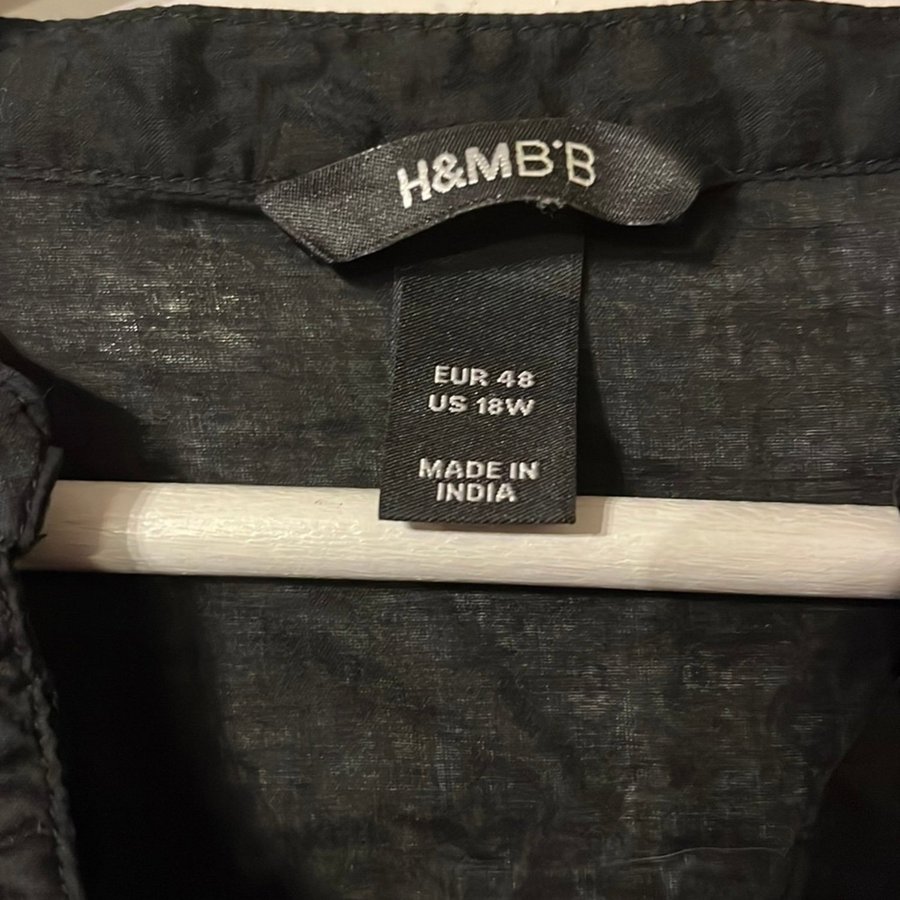 H&MB·B
EUR 48
US 18W
MADE IN
INDIA